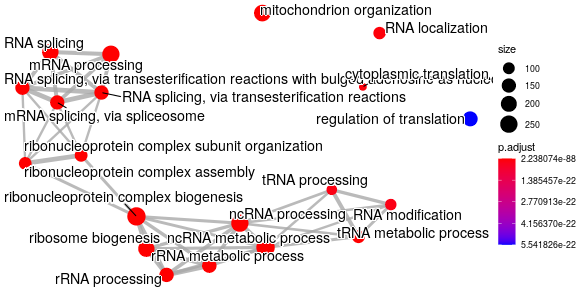 mitochondrion organization
RNA localization
RNA splicing
mRNA processing
cytoplasmic translation
RNA splicing, via transesterification reactions with bulged adenosine as nucleo
RNA splicing, via transesterification reactions
mRNA splicing, via spliceosome
regulation of translation
ribonucleoprotein complex subunit organization
ribonucleoprotein complex assembly
tRNA processing
ribonucleoprotein complex biogenesis
ncRNA processing
RNA modification
ribosome biogenesis
ncRNA metabolic process
tRNA metabolic process
rRNA metabolic process
rRNA processing
size
100
150
200
250
p.adjust
2.238074e-88
1.385457e-22
2.770913e-22
4.156370e-22
5.541826e-22